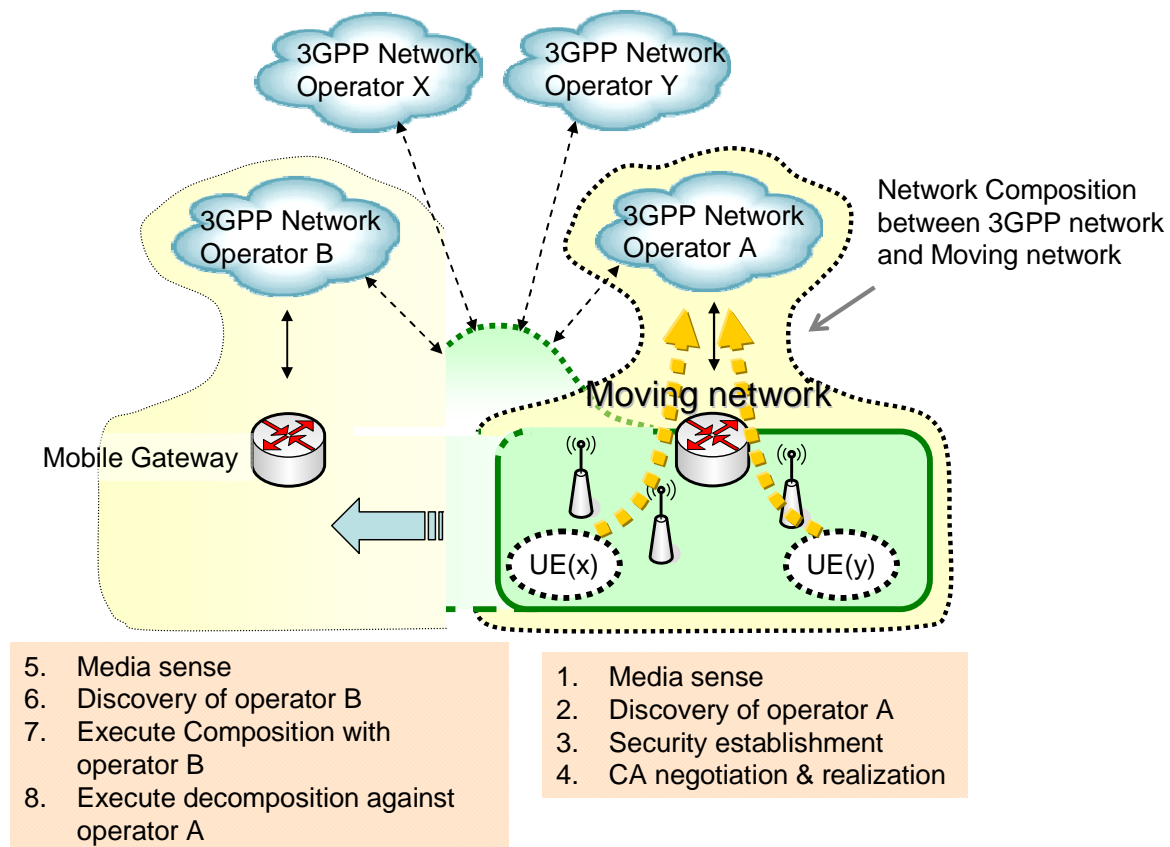 3GPP Network
Operator X
3GPP Network
Operator Y
3GPP Network
Operator B
3GPP Network
Operator A
Network Composition
between 3GPP network
and Moving network
Moving network
Mobile Gateway
UE(x)
UE(y)
5. Media sense
6. Discovery of operator B
7. Execute Composition with
operator B
8. Execute decomposition against
operator A
1. Media sense
2. Discovery of operator A
3. Security establishment
4. CA negotiation & realization